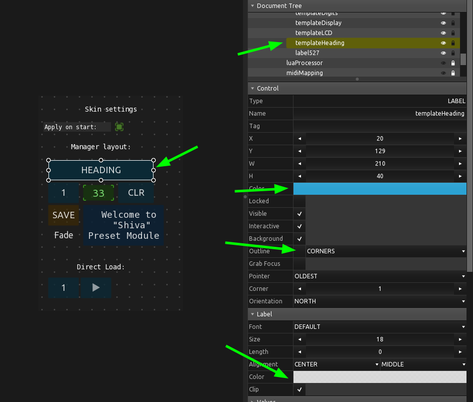 Skin settings
Apply on start:
Manager layout:
HEADING
1 33 CLR
SAVE
Welcome to
"Shiva"
Preset Module
Fade
Direct Load:
1
Document Tree
templateDigits
templateDisplay
templateLCD
templateHeading
label527
luaProcessor
midiMapping
Control
Type LABEL
Name templateHeading
Tag
X 20
Y 129
W 210
H 40
Color
Locked
Visible
Interactive
Background
Outline CORNERS
Grab Focus
Pointer OLDEST
Corner 1
Orientation NORTH
Label
Font DEFAULT
Size 18
Length 0
Alignment CENTER MIDDLE
Color
Clip
Values